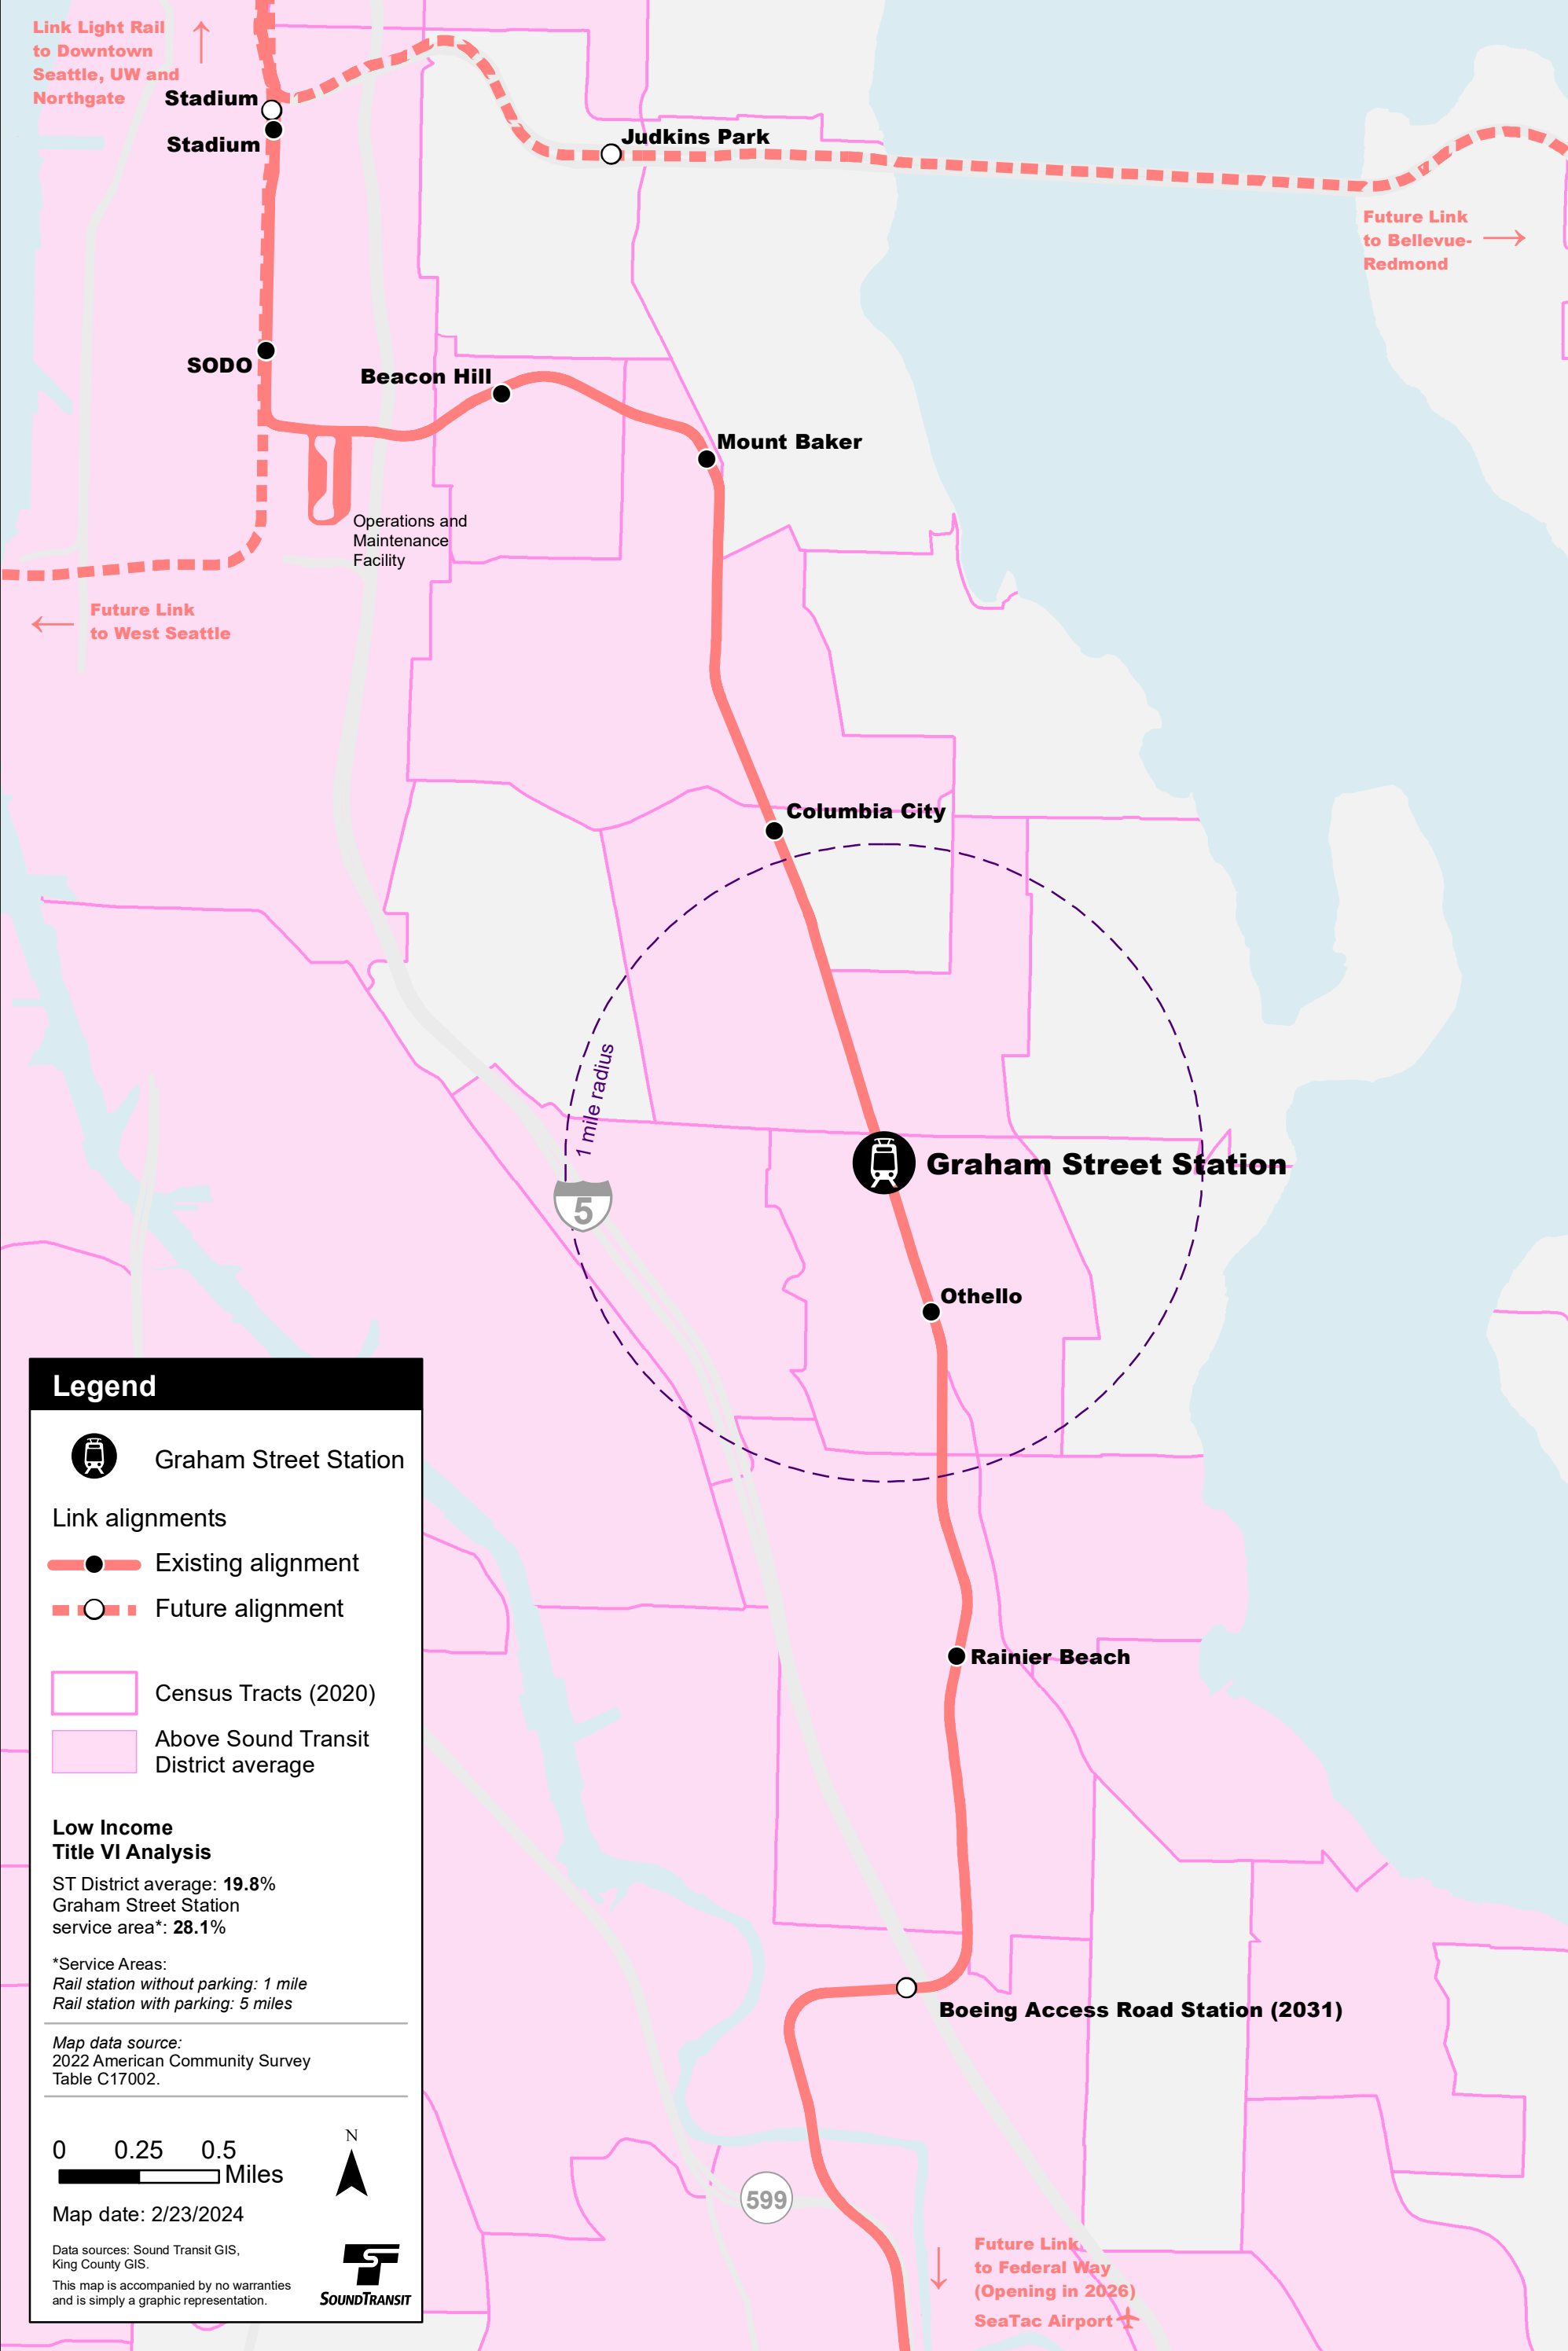 Link Light Rail
to Downtown
Seattle, UW and
Northgate
Stadium
Stadium
Judkins Park
Future Link
to Bellevue-
Redmond
SODO
Beacon Hill
Mount Baker
Operations and
Maintenance
Facility
Future Link
to West Seattle
Columbia City
1 mile radius
Graham Street Station
5
Othello
Rainier Beach
Boeing Access Road Station (2031)
599
Future Link
to Federal Way
(Opening in 2026)
SeaTac Airport
Legend
Graham Street Station
Link alignments
Existing alignment
Future alignment
Census Tracts (2020)
Above Sound Transit
District average
Low Income
Title VI Analysis
ST District average: 19.8%
Graham Street Station
service area*: 28.1%
*Service Areas:
Rail station without parking: 1 mile
Rail station with parking: 5 miles
Map data source:
2022 American Community Survey
Table C17002.
0 0.25 0.5
Miles
N
Map date: 2/23/2024
Data sources: Sound Transit GIS,
King County GIS.
This map is accompanied by no warranties
and is simply a graphic representation.
SOUNDTRANSIT